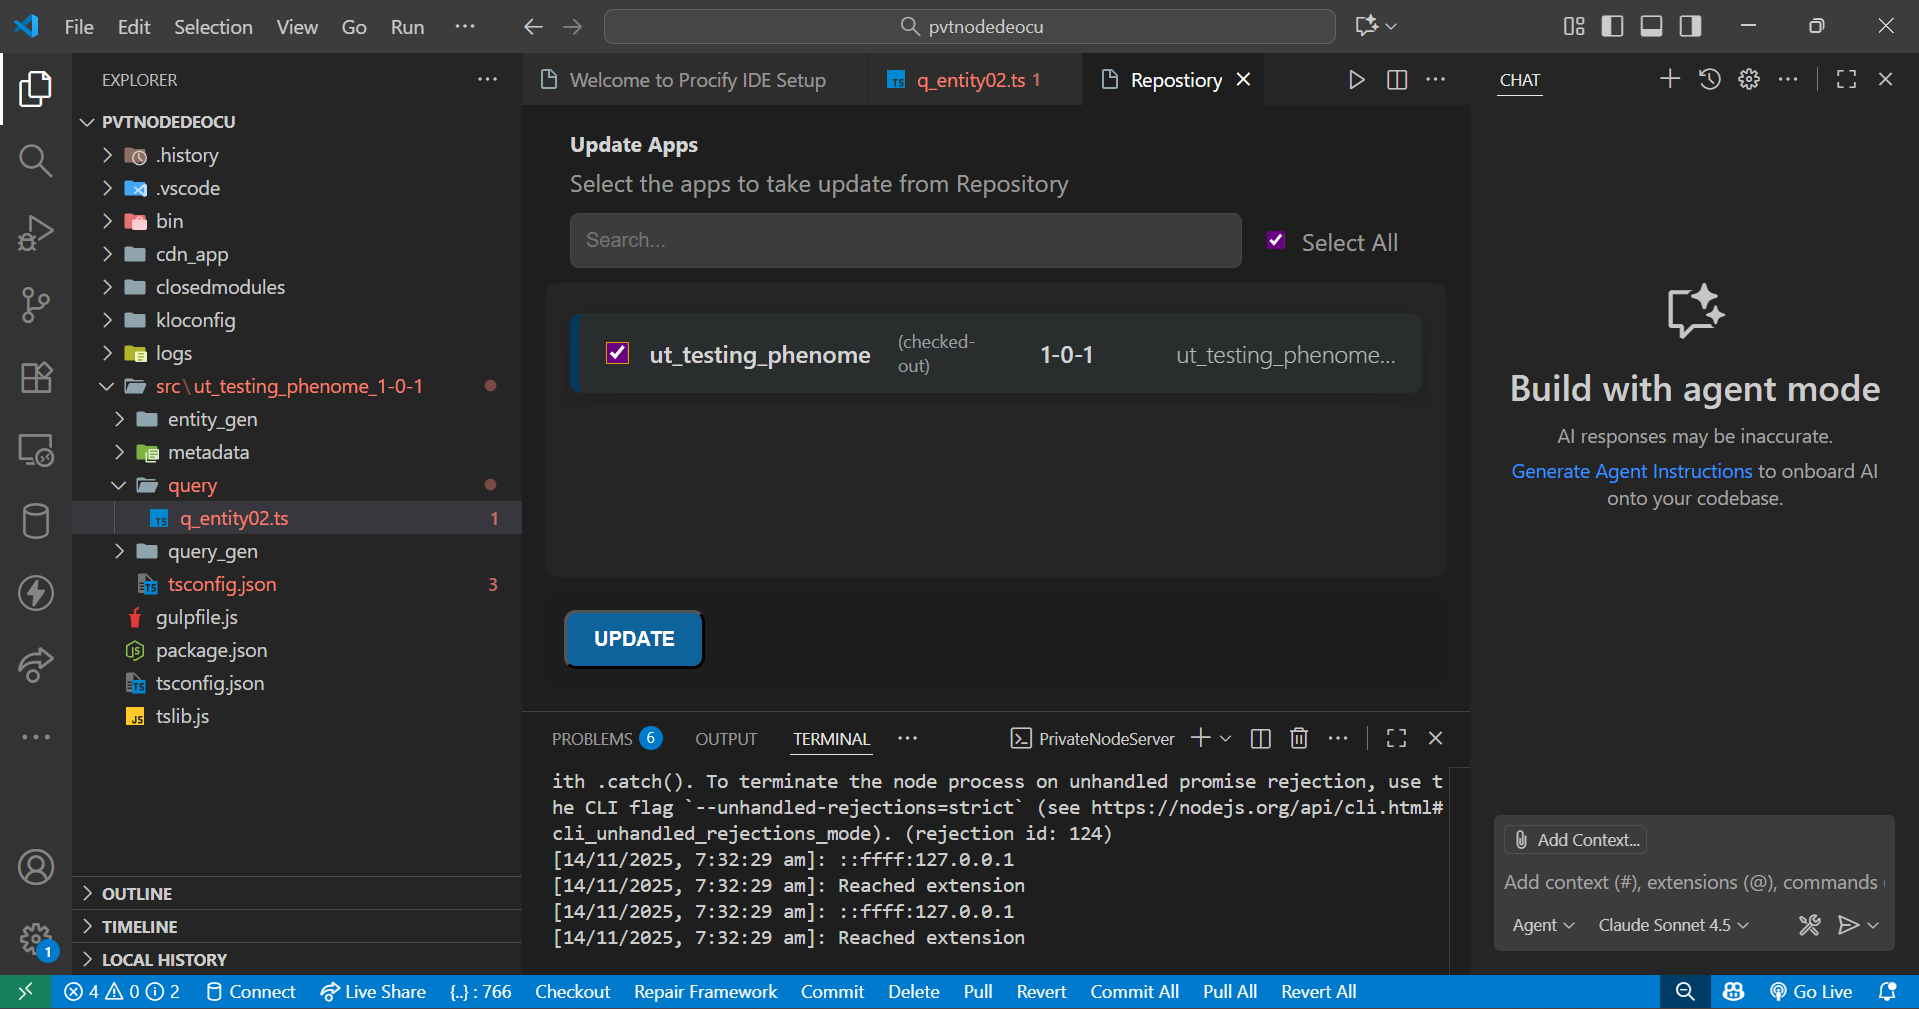 File Edit Selection View Go Run
pvtnodedeocu
EXPLORER
PVTNODEDEOCU
.history
.vscode
bin
cdn_app
closedmodules
kloconfig
logs
src\ut_testing_phenome_1-0-1
entity_gen
metadata
query
q_entity02.ts 1
query_gen
tsconfig.json 3
gulpfile.js
package.json
tsconfig.json
tslib.js
OUTLINE
TIMELINE
LOCAL HISTORY
Welcome to Procify IDE Setup
q_entity02.ts 1
Repostiory
Update Apps
Select the apps to take update from Repository
Search...
Select All
ut_testing_phenome (checked-out) 1-0-1 ut_testing_phenome...
UPDATE
PROBLEMS 6 OUTPUT TERMINAL
PrivateNodeServer
ith .catch(). To terminate the node process on unhandled promise rejection, use t
he CLI flag `--unhandled-rejections=strict` (see https://nodejs.org/api/cli.html#
cli_unhandled_rejections_mode). (rejection id: 124)
[14/11/2025, 7:32:29 am]: ::ffff:127.0.0.1
[14/11/2025, 7:32:29 am]: Reached extension
[14/11/2025, 7:32:29 am]: ::ffff:127.0.0.1
[14/11/2025, 7:32:29 am]: Reached extension
CHAT
Build with agent mode
AI responses may be inaccurate.
Generate Agent Instructions to onboard AI
onto your codebase.
Add Context...
Add context (#), extensions (@), commands
Agent Claude Sonnet 4.5
1
4 0 2 Connect Live Share {..} : 766 Checkout Repair Framework Commit Delete Pull Revert Commit All Pull All Revert All Go Live